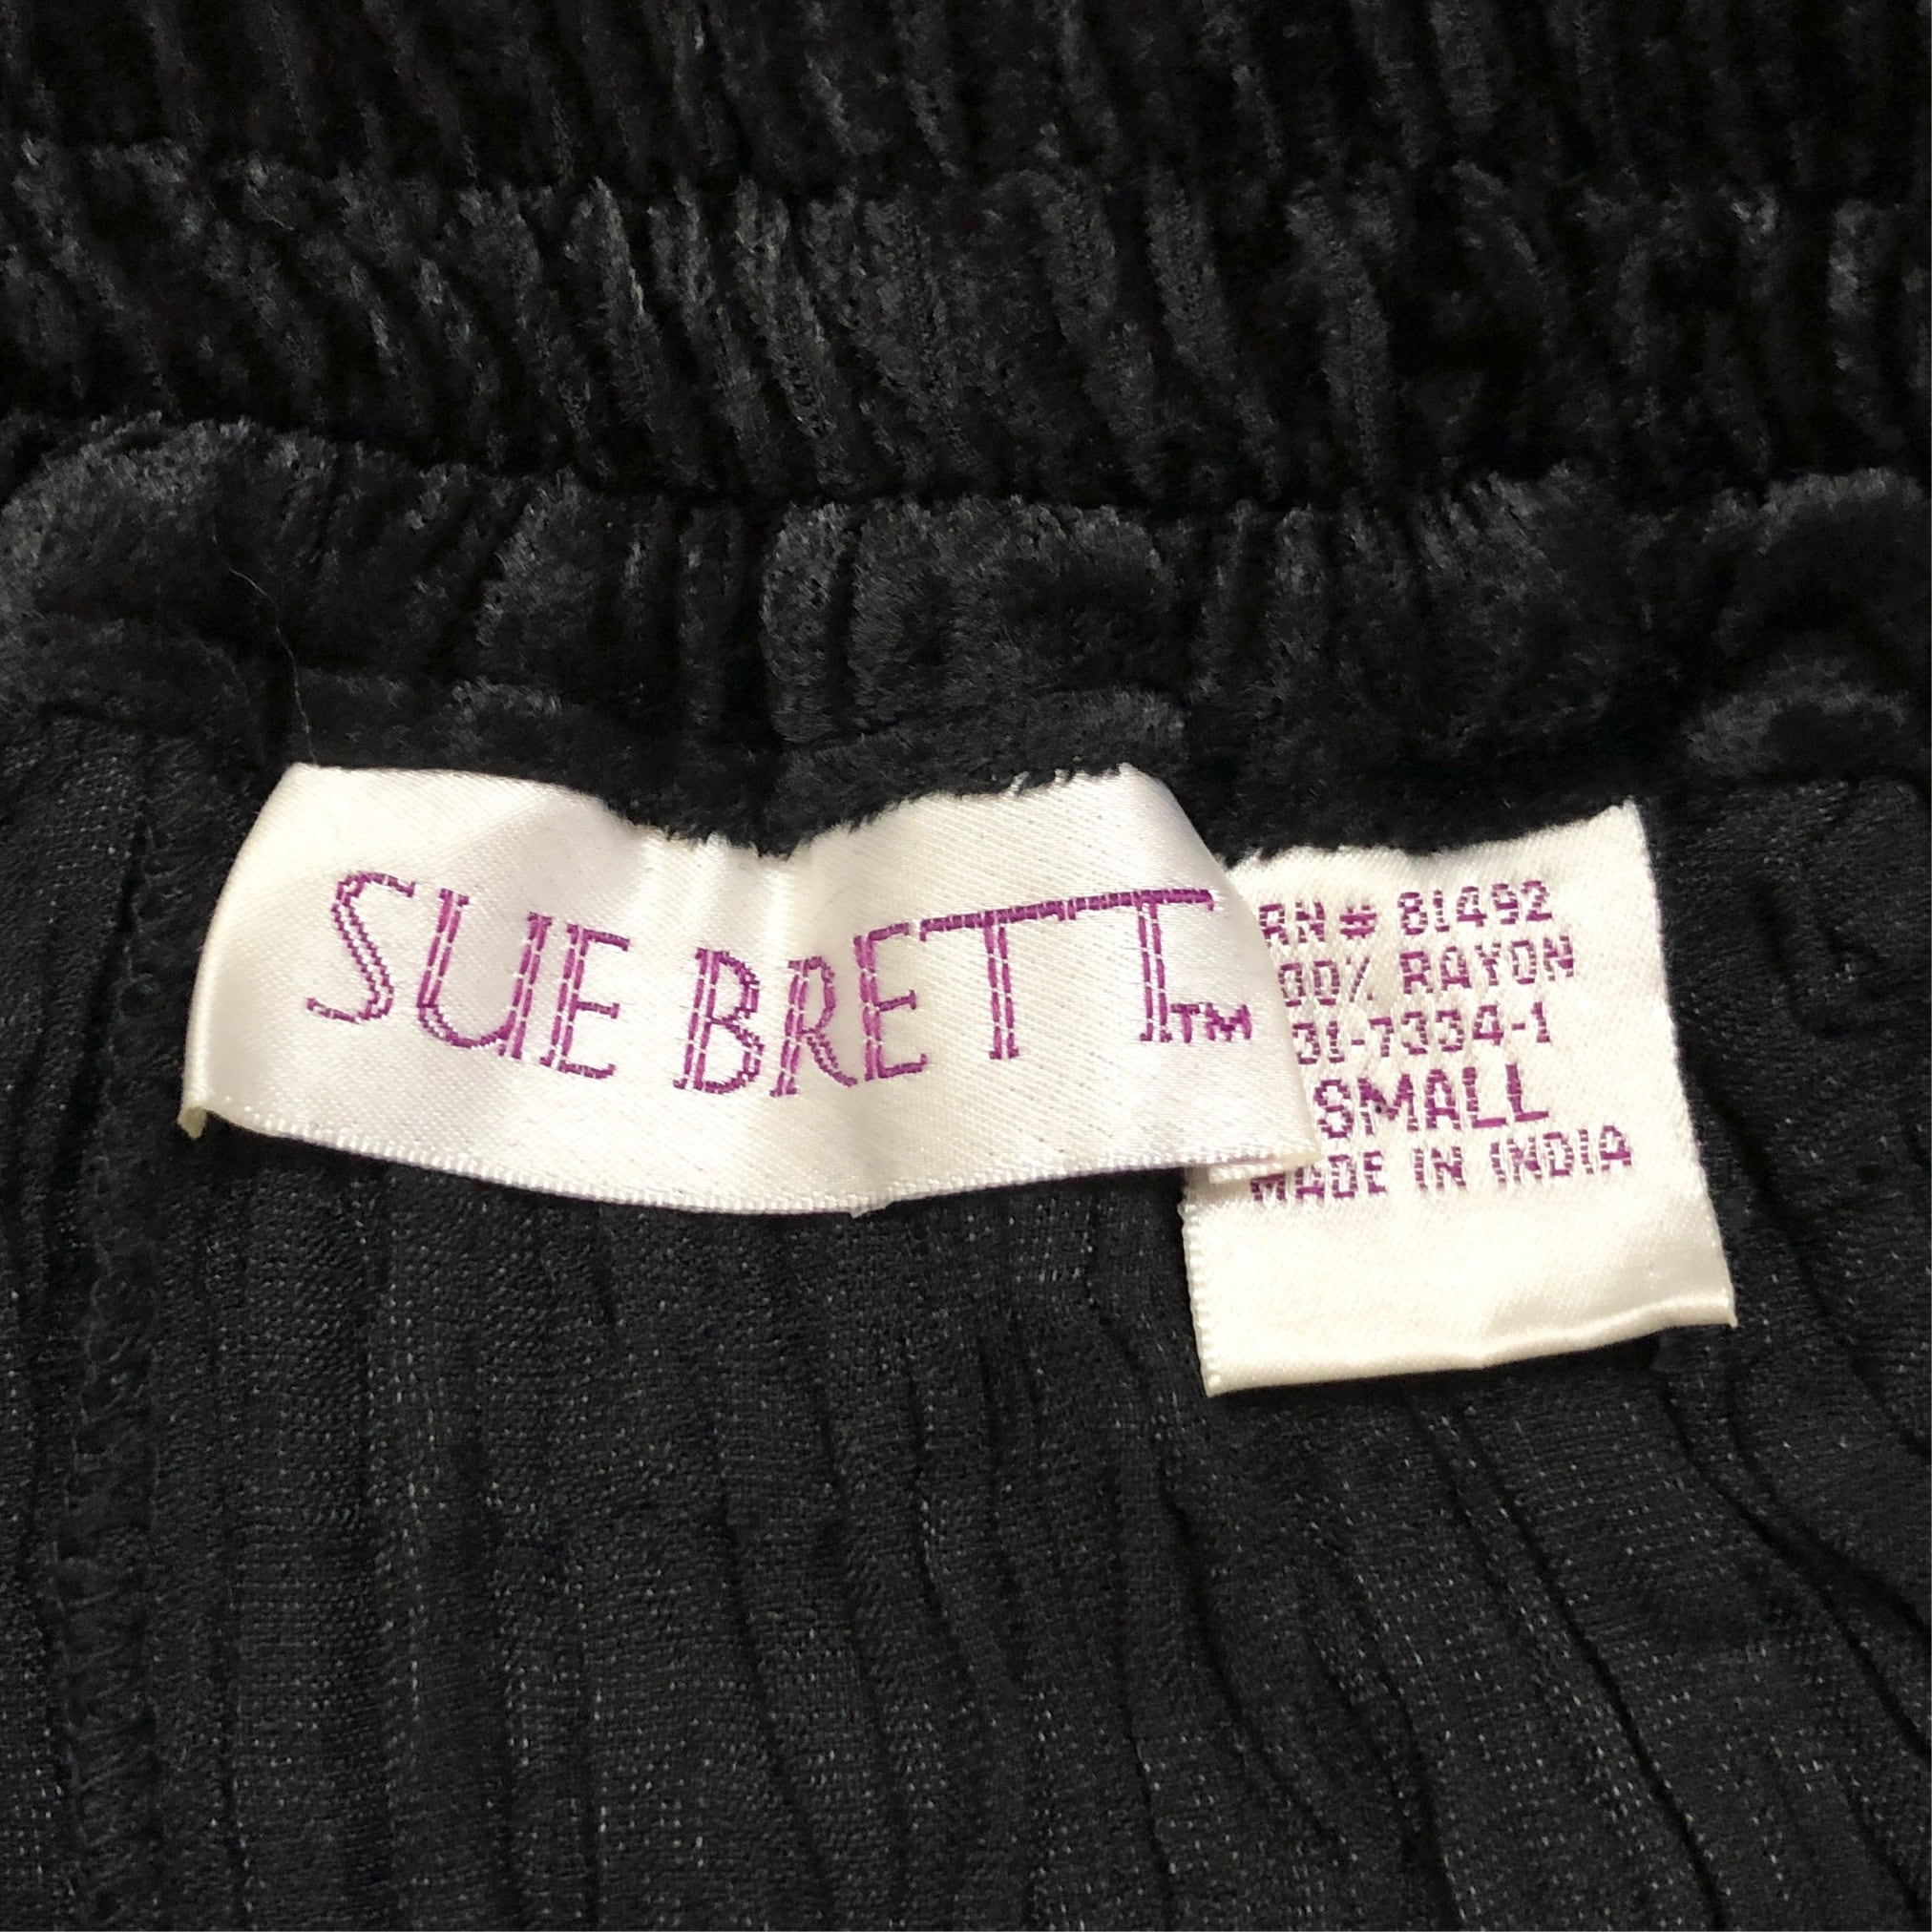 SUE BRETT™
RN # 81492
00% RAYON
31-7334-1
SMALL
MADE IN INDIA